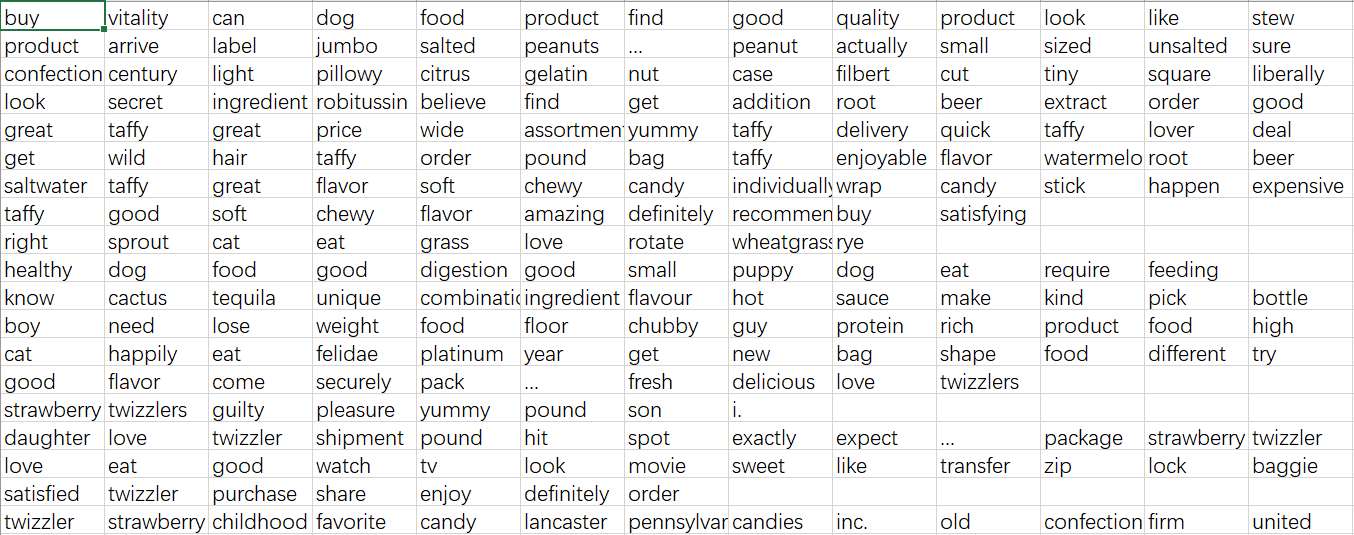 buy vitality can dog food product find good quality product look like stew
product arrive label jumbo salted peanuts ... peanut actually small sized unsalted sure
confection century light pillowy citrus gelatin nut case filbert cut tiny square liberally
look secret ingredient robitussin believe find get addition root beer extract order good
great taffy great price wide assortmen yummy taffy delivery quick taffy lover deal
get wild hair taffy order pound bag taffy enjoyable flavor watermelo root beer
saltwater taffy great flavor soft chewy candy individually wrap candy stick happen expensive
taffy good soft chewy flavor amazing definitely recommen buy satisfying
right sprout cat eat grass love rotate wheatgrass rye
healthy dog food good digestion good small puppy dog eat require feeding
know cactus tequila unique combinatic ingredient flavour hot sauce make kind pick bottle
boy need lose weight food floor chubby guy protein rich product food high
cat happily eat felidae platinum year get new bag shape food different try
good flavor come securely pack ... fresh delicious love twizzlers
strawberry twizzlers guilty pleasure yummy pound son i.
daughter love twizzler shipment pound hit spot exactly expect ... package strawberry twizzler
love eat good watch tv look movie sweet like transfer zip lock baggie
satisfied twizzler purchase share enjoy definitely order
twizzler strawberry childhood favorite candy lancaster pennsylvar candies inc. old confection firm united